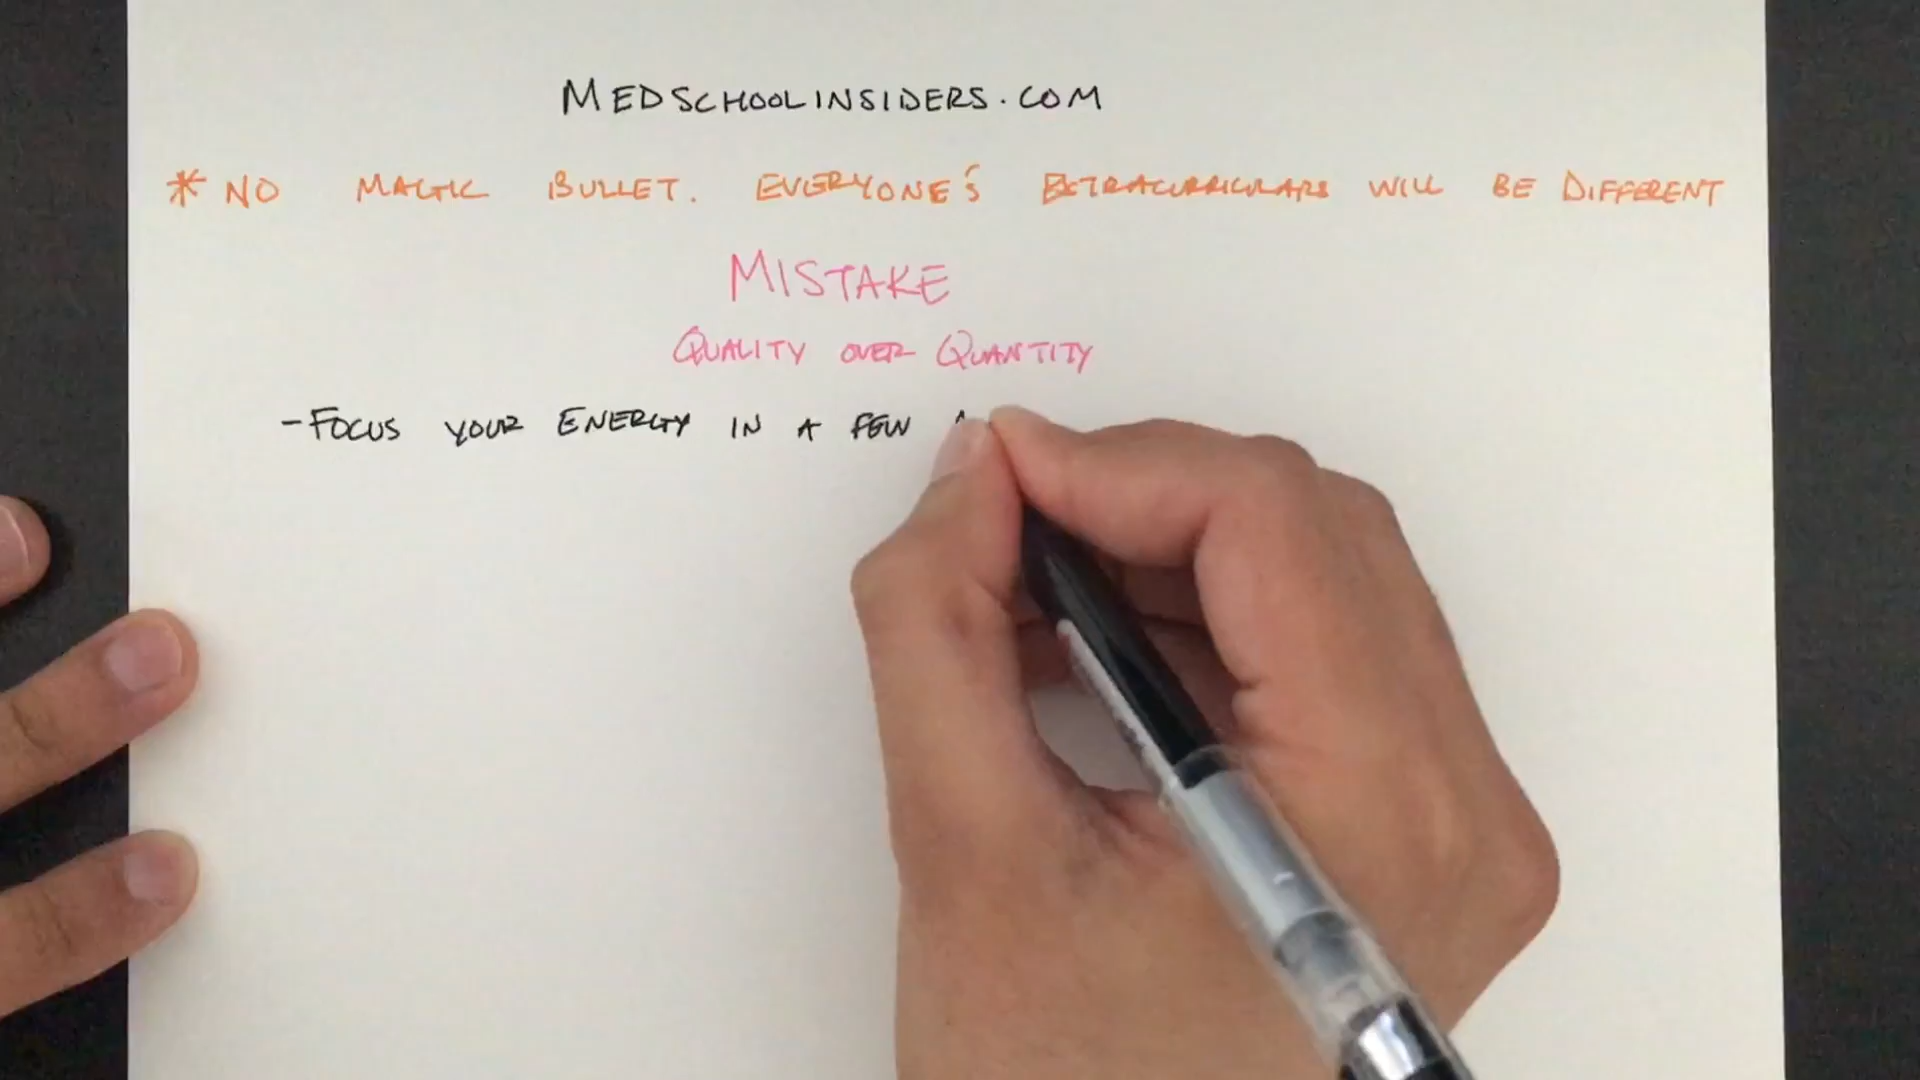 MEDSCHOOLINSIDERS.COM
* NO MAGIC BULLET. EVERYONE'S EXTRACURRICULARS WILL BE DIFFERENT
MISTAKE
QUALITY OVER QUANTITY
- FOCUS YOUR ENERGY IN A FEW